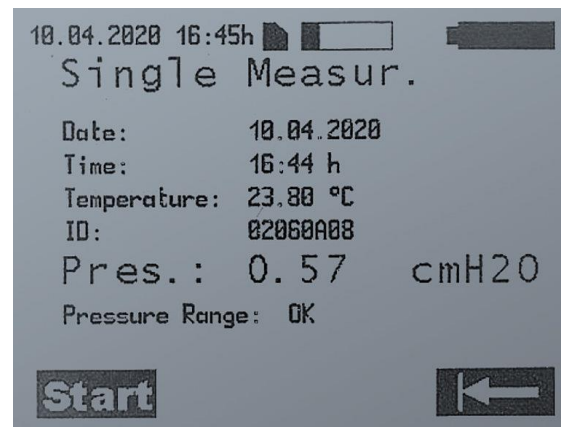 10.04.2020 16:45h
Single Measur.
Date: 10.04.2020
Time: 16:44 h
Temperature: 23.80 °C
ID: 02060A08
Pres.: 0.57 cmH2O
Pressure Range: OK
Start